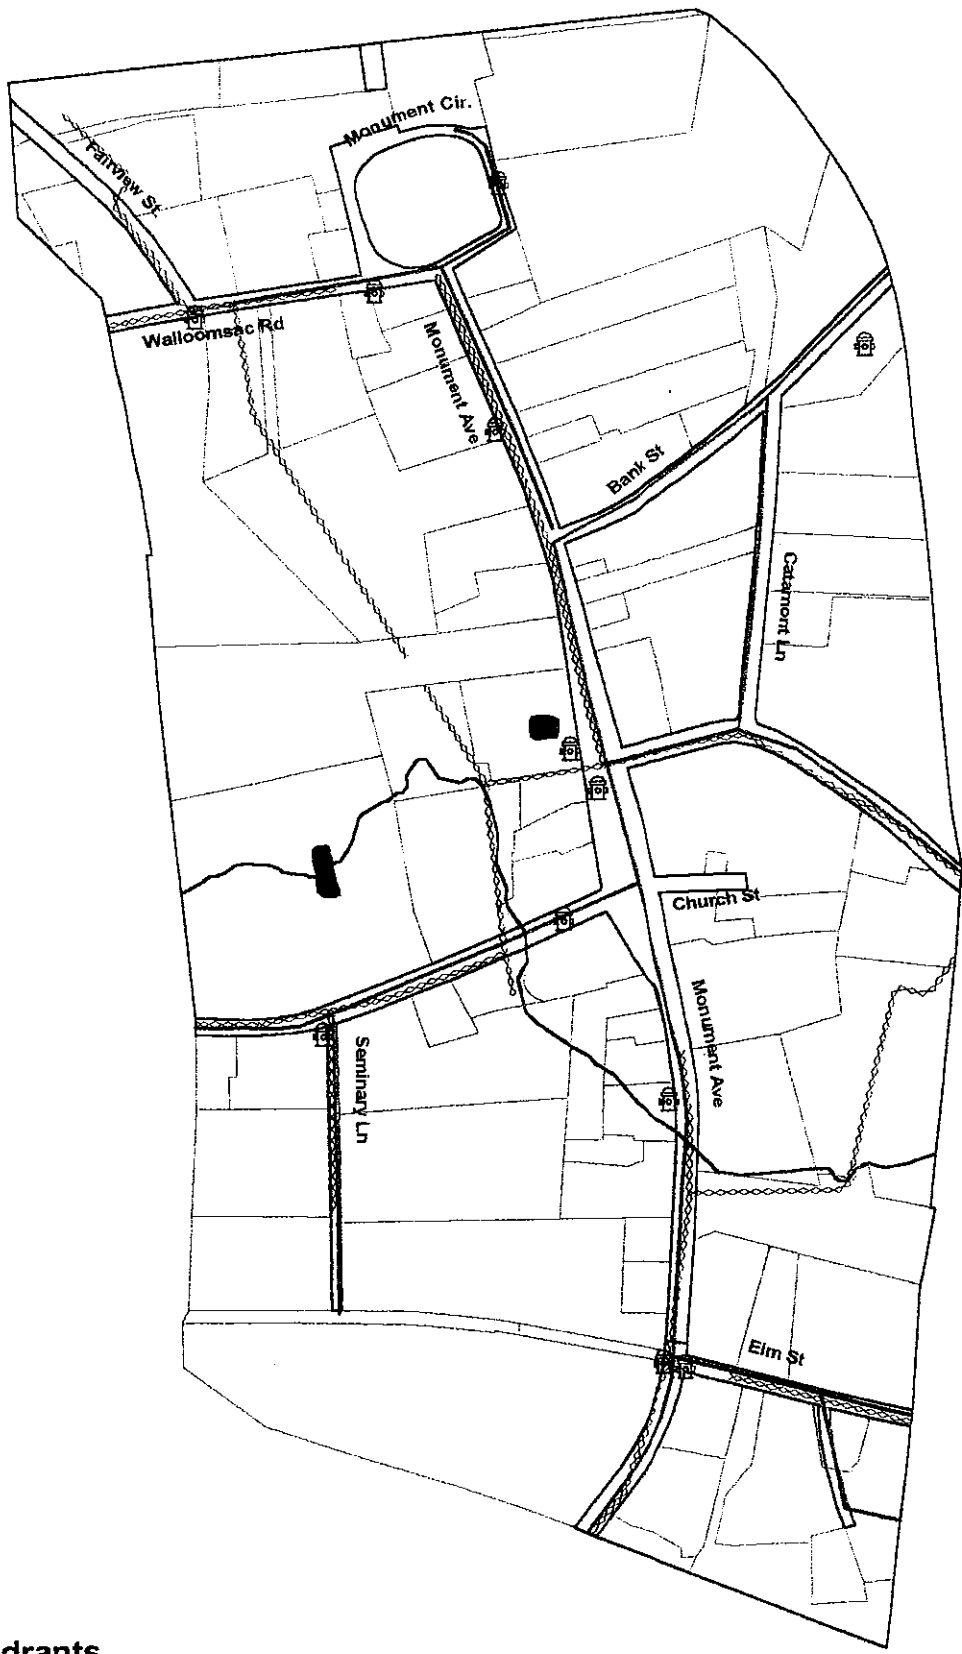 Monument Cir.
Fairview St.
Walloomsac Rd
Monument Ave
Bank St
Catamont Ln
Church St
Monument Ave
Seminary Ln
Elm St
drants